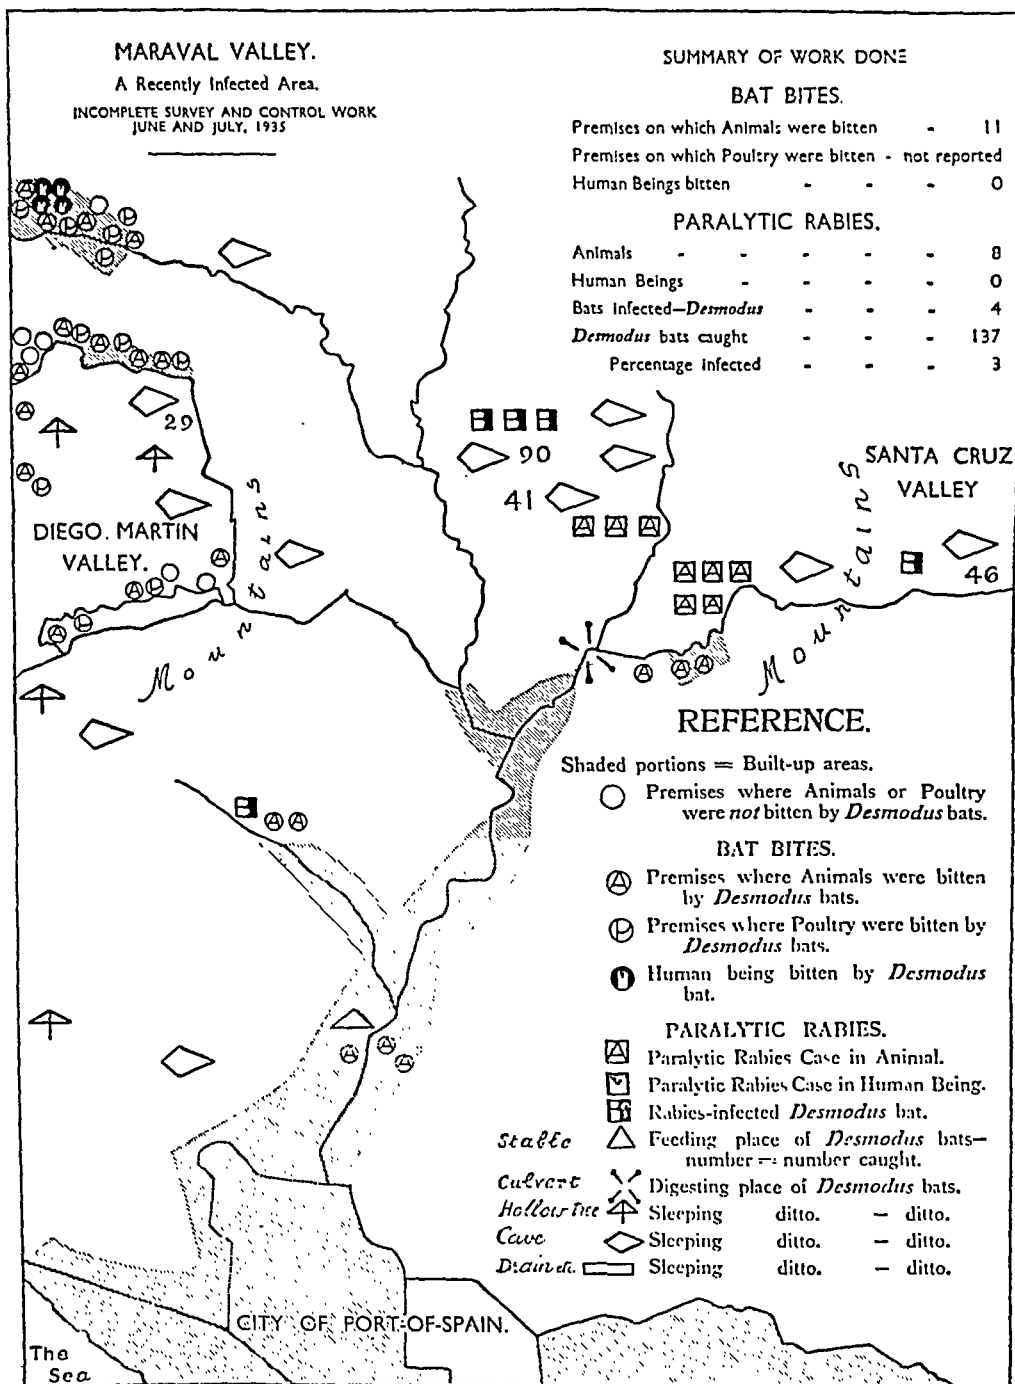 MARAVAL VALLEY.
A Recently Infected Area.
INCOMPLETE SURVEY AND CONTROL WORK
JUNE AND JULY, 1935
SUMMARY OF WORK DONE
BAT BITES.
Premises on which Animals were bitten - 11
Premises on which Poultry were bitten - not reported
Human Beings bitten - - - 0
PARALYTIC RABIES.
Animals - - - - - 8
Human Beings - - - - 0
Bats Infected—Desmodus - - - 4
Desmodus bats caught - - - 137
Percentage Infected - - - 3
29
90
41
SANTA CRUZ
VALLEY
46
DIEGO. MARTIN
VALLEY.
Mountains
Mountains
REFERENCE.
Shaded portions = Built-up areas.
Premises where Animals or Poultry
were not bitten by Desmodus bats.
BAT BITES.
A Premises where Animals were bitten
by Desmodus bats.
P Premises where Poultry were bitten by
Desmodus bats.
Human being bitten by Desmodus
bat.
PARALYTIC RABIES.
A Paralytic Rabies Case in Animal.
Paralytic Rabies Case in Human Being.
B Rabies-infected Desmodus bat.
Stable Feeding place of Desmodus bats—
number = number caught.
Culvert Digesting place of Desmodus bats.
Hollow Tree Sleeping ditto. — ditto.
Cave Sleeping ditto. — ditto.
Drain etc. Sleeping ditto. — ditto.
CITY OF PORT-OF-SPAIN.
The
Sea